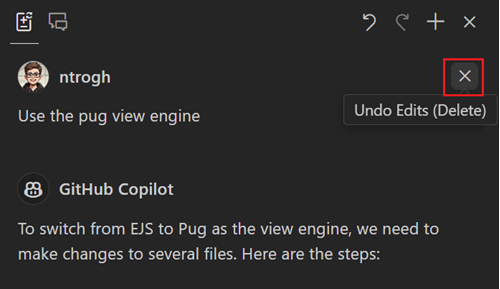 ntrogh
Use the pug view engine
Undo Edits (Delete)
GitHub Copilot
To switch from EJS to Pug as the view engine, we need to
make changes to several files. Here are the steps: